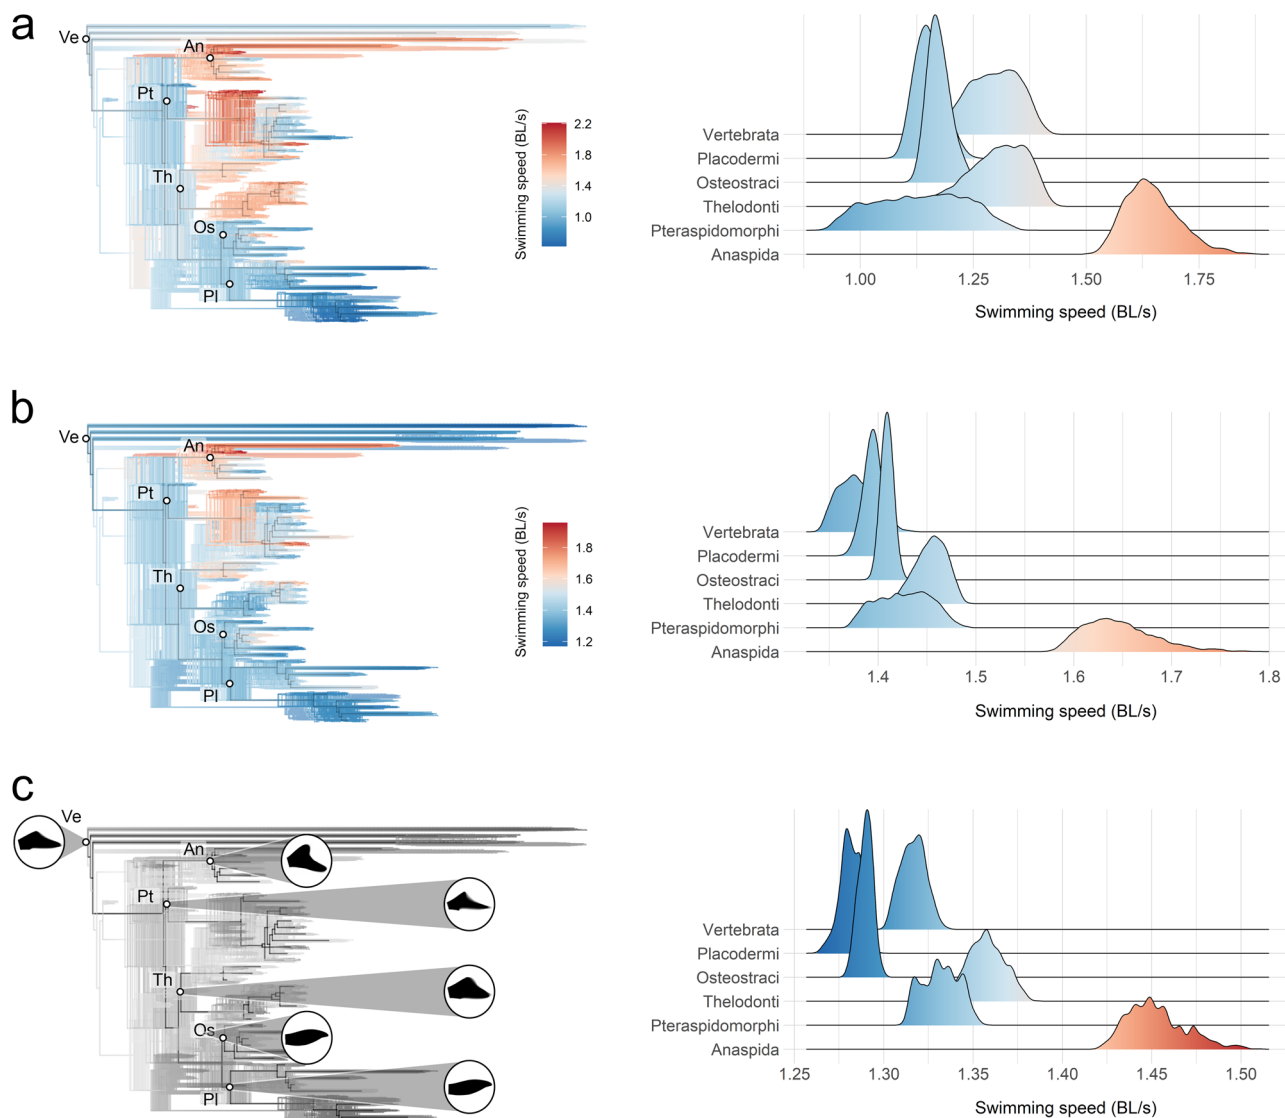 a
Ve
An
Pt
Th
Os
Pl
Swimming speed (BL/s)
2.2
1.8
1.4
1.0
Vertebrata
Placodermi
Osteostraci
Thelodonti
Pteraspidomorphi
Anaspida
1.00 1.25 1.50 1.75
Swimming speed (BL/s)
b
Ve
An
Pt
Th
Os
Pl
Swimming speed (BL/s)
1.8
1.6
1.4
1.2
Vertebrata
Placodermi
Osteostraci
Thelodonti
Pteraspidomorphi
Anaspida
1.4 1.5 1.6 1.7 1.8
Swimming speed (BL/s)
c
Ve
An
Pt
Th
Os
Pl
Vertebrata
Placodermi
Osteostraci
Thelodonti
Pteraspidomorphi
Anaspida
1.25 1.30 1.35 1.40 1.45 1.50
Swimming speed (BL/s)